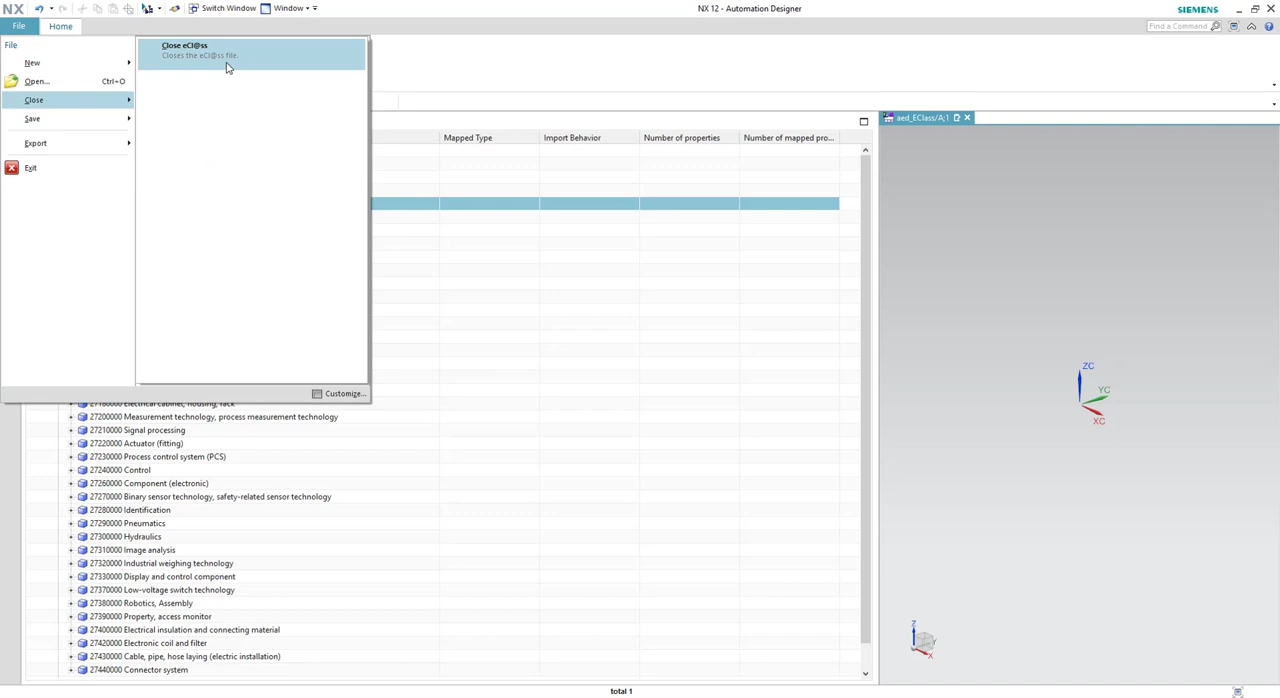 NX
Switch Window
Window
NX 12 - Automation Designer
SIEMENS
File
Home
Find a Command
File
New
Open...
Ctrl+O
Close
Save
Export
Exit
Close eCl@ss
Closes the eCl@ss file.
Customize...
Mapped Type
Import Behavior
Number of properties
Number of mapped pro...
aed_EClass/A;1
27180000 Electrical cabinet, housing, rack
27200000 Measurement technology, process measurement technology
27210000 Signal processing
27220000 Actuator (fitting)
27230000 Process control system (PCS)
27240000 Control
27260000 Component (electronic)
27270000 Binary sensor technology, safety-related sensor technology
27280000 Identification
27290000 Pneumatics
27300000 Hydraulics
27310000 Image analysis
27320000 Industrial weighing technology
27330000 Display and control component
27370000 Low-voltage switch technology
27380000 Robotics, Assembly
27390000 Property, access monitor
27400000 Electrical insulation and connecting material
27420000 Electronic coil and filter
27430000 Cable, pipe, hose laying (electric installation)
27440000 Connector system
ZC
YC
XC
Z
Y
X
total 1